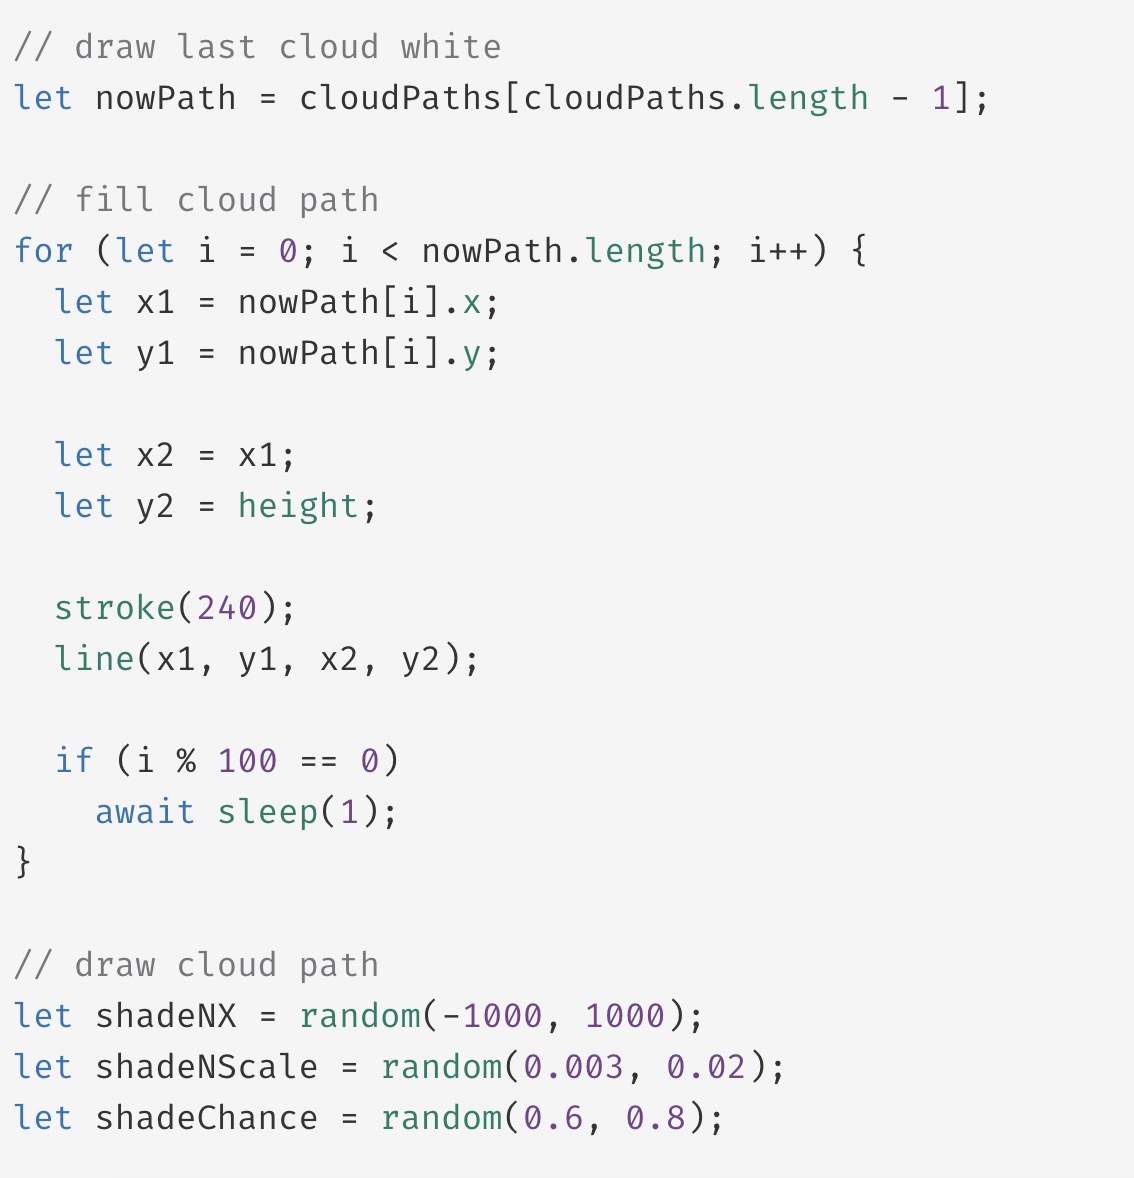 // draw last cloud white
let nowPath = cloudPaths[cloudPaths.length - 1];

// fill cloud path
for (let i = 0; i < nowPath.length; i++) {
  let x1 = nowPath[i].x;
  let y1 = nowPath[i].y;

  let x2 = x1;
  let y2 = height;

  stroke(240);
  line(x1, y1, x2, y2);

  if (i % 100 == 0)
    await sleep(1);
}

// draw cloud path
let shadeNX = random(-1000, 1000);
let shadeNScale = random(0.003, 0.02);
let shadeChance = random(0.6, 0.8);